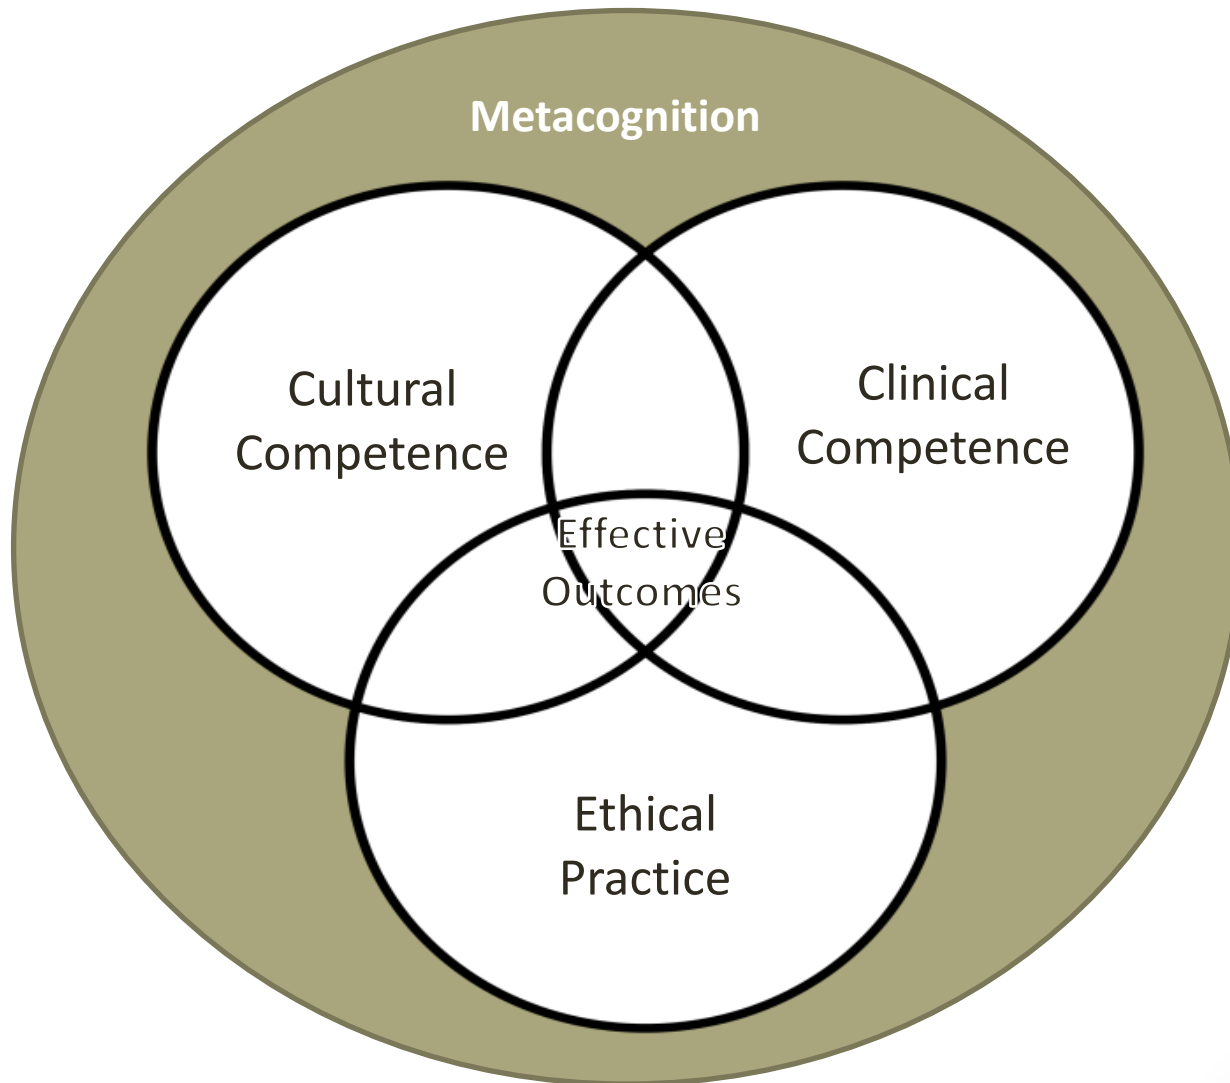 Metacognition
Cultural
Competence
Clinical
Competence
Effective
Outcomes
Ethical
Practice